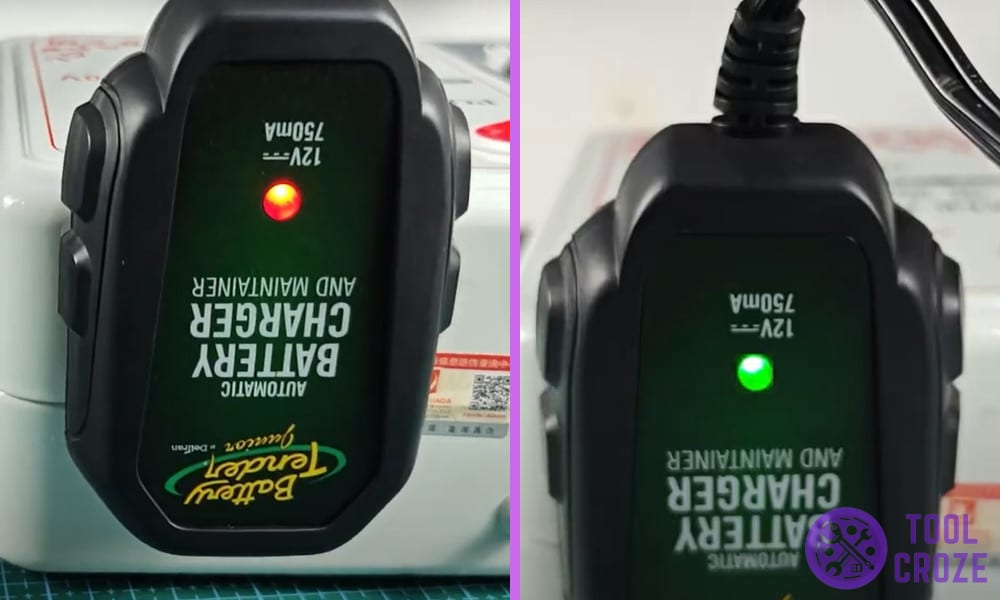 Battery
Tender
Junior
® Deltran
AUTOMATIC
BATTERY
CHARGER
AND MAINTAINER
12V
750mA
AUTOMATIC
BATTERY
CHARGER
AND MAINTAINER
12V
750mA
TOOL
CROZE